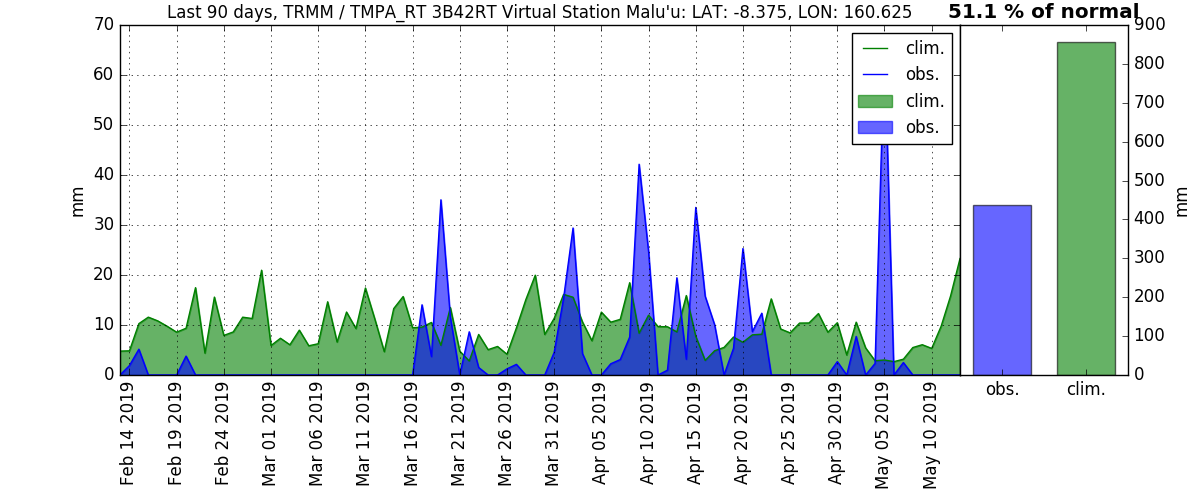 Last 90 days, TRMM / TMPA_RT 3B42RT Virtual Station Malu'u: LAT: -8.375, LON: 160.625
51.1 % of normal
70
60
50
40
30
20
10
0
mm
clim.
obs.
clim.
obs.
900
800
700
600
500
400
300
200
100
0
mm
obs.
clim.
Feb 14 2019
Feb 19 2019
Feb 24 2019
Mar 01 2019
Mar 06 2019
Mar 11 2019
Mar 16 2019
Mar 21 2019
Mar 26 2019
Mar 31 2019
Apr 05 2019
Apr 10 2019
Apr 15 2019
Apr 20 2019
Apr 25 2019
Apr 30 2019
May 05 2019
May 10 2019